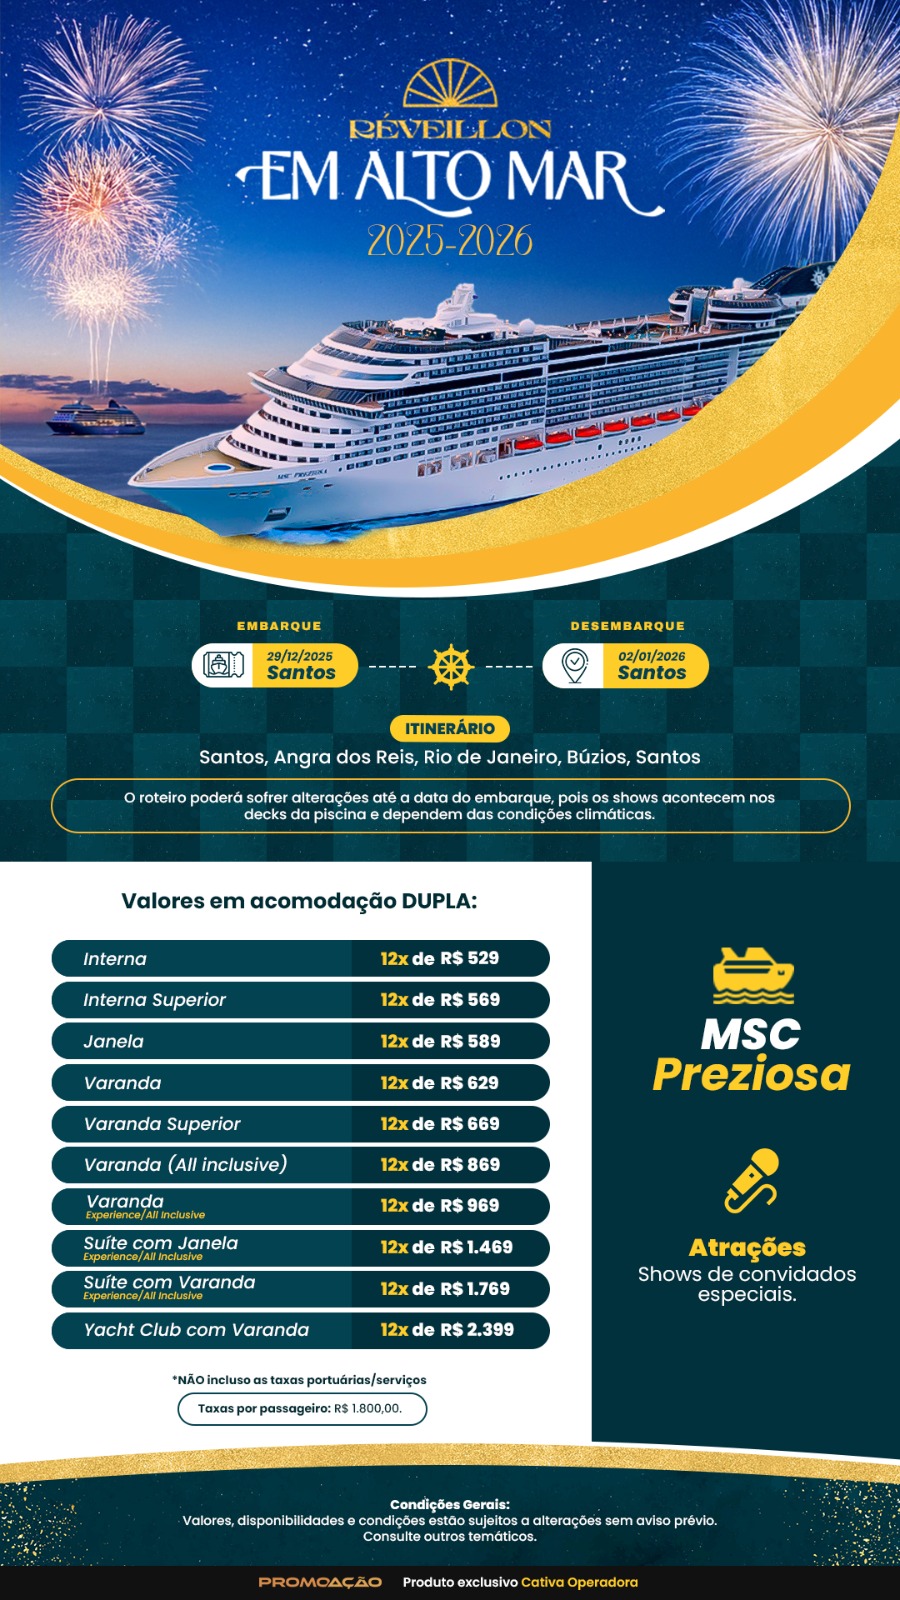 RÉVEILLON
EM ALTO MAR
2025-2026
MSC PREZIOSA
EMBARQUE
29/12/2025
Santos
DESEMBARQUE
02/01/2026
Santos
ITINERÁRIO
Santos, Angra dos Reis, Rio de Janeiro, Búzios, Santos
O roteiro poderá sofrer alterações até a data do embarque, pois os shows acontecem nos
decks da piscina e dependem das condições climáticas.
Valores em acomodação DUPLA:
Interna 12x de R$ 529
Interna Superior 12x de R$ 569
Janela 12x de R$ 589
Varanda 12x de R$ 629
Varanda Superior 12x de R$ 669
Varanda (All inclusive) 12x de R$ 869
Varanda 12x de R$ 969
Experience/All Inclusive
Suíte com Janela 12x de R$ 1.469
Experience/All Inclusive
Suíte com Varanda 12x de R$ 1.769
Experience/All Inclusive
Yacht Club com Varanda 12x de R$ 2.399
*NÃO incluso as taxas portuárias/serviços
Taxas por passageiro: R$ 1.800,00.
MSC
Preziosa
Atrações
Shows de convidados
especiais.
Condições Gerais:
Valores, disponibilidades e condições estão sujeitos a alterações sem aviso prévio.
Consulte outros temáticos.
PROMOAÇÃO Produto exclusivo Cativa Operadora